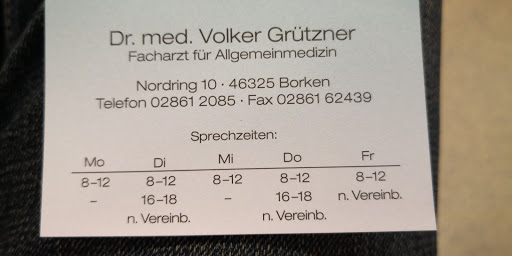 Dr. med. Volker Grützner
Facharzt für Allgemeinmedizin
Nordring 10 · 46325 Borken
Telefon 02861 2085 · Fax 02861 62439
Sprechzeiten:
Mo Di Mi Do Fr
8–12 8–12 8–12 8–12 8–12
– 16–18 – 16–18 n. Vereinb.
n. Vereinb. n. Vereinb.